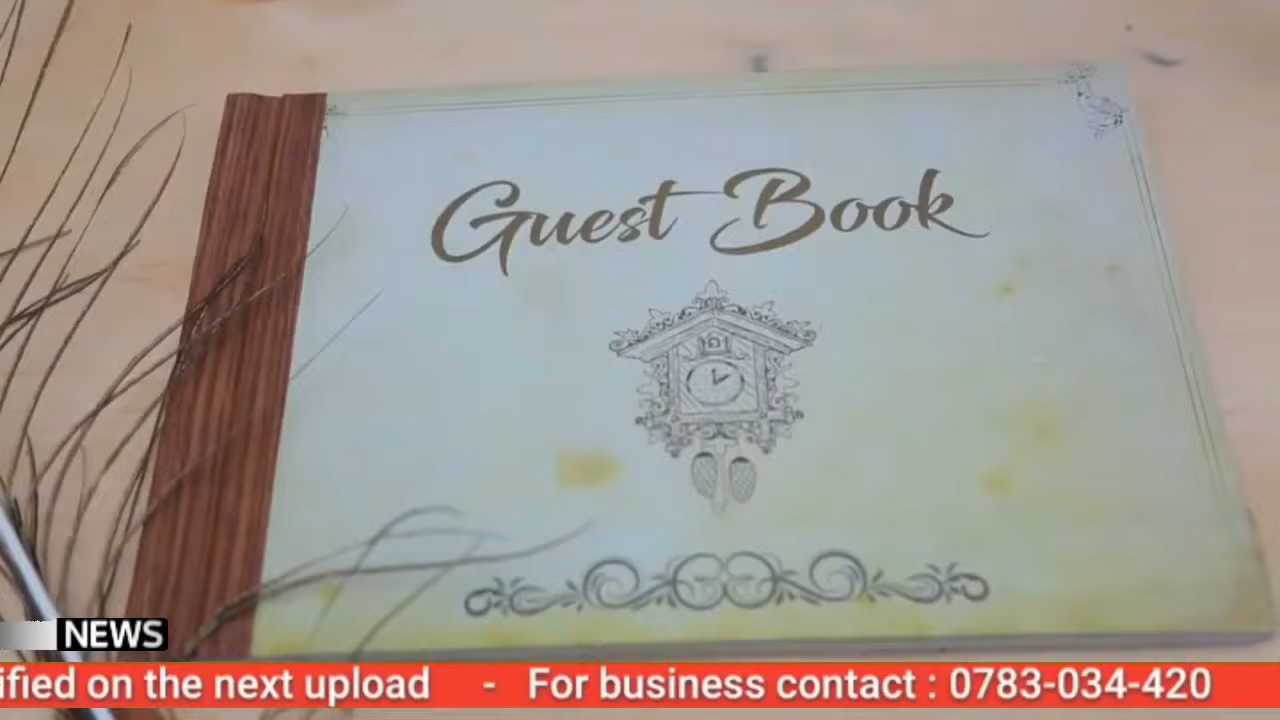 Guest Book
NEWS
ified on the next upload - For business contact : 0783-034-420